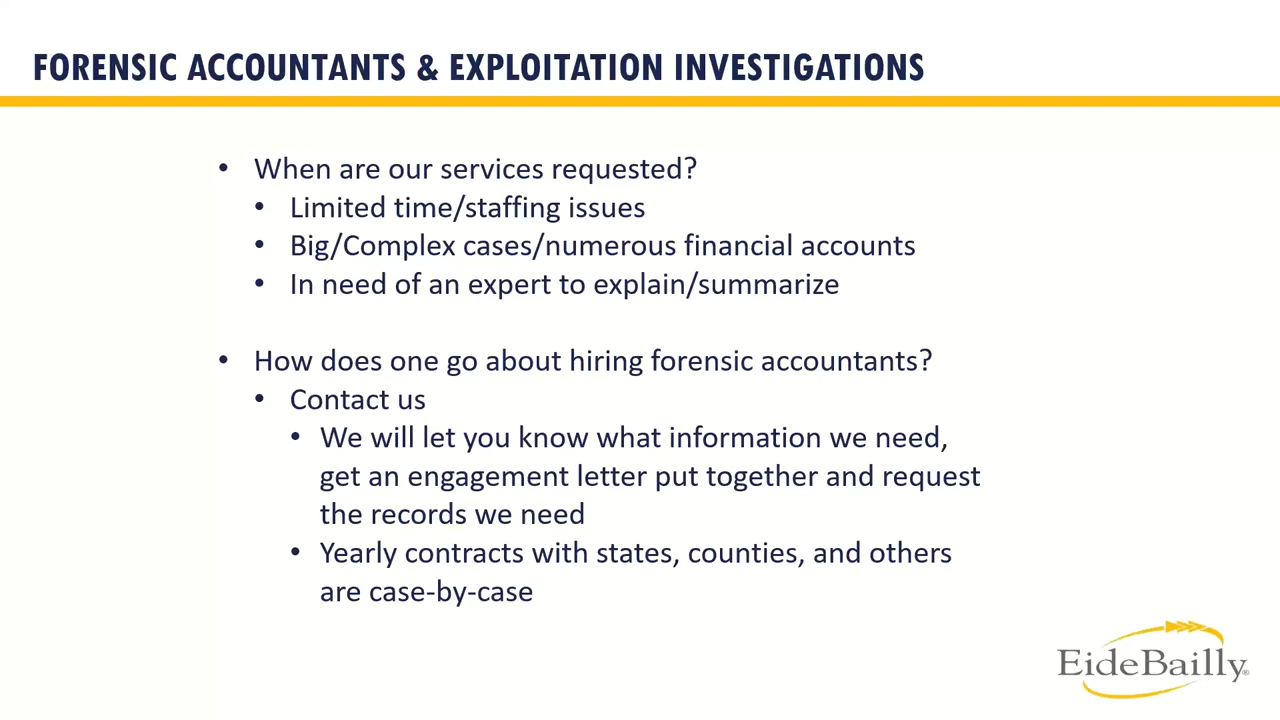 FORENSIC ACCOUNTANTS & EXPLOITATION INVESTIGATIONS
• When are our services requested?
• Limited time/staffing issues
• Big/Complex cases/numerous financial accounts
• In need of an expert to explain/summarize
• How does one go about hiring forensic accountants?
• Contact us
• We will let you know what information we need,
get an engagement letter put together and request
the records we need
• Yearly contracts with states, counties, and others
are case-by-case
EideBailly®